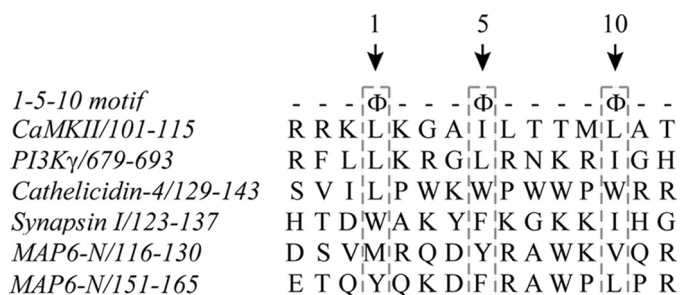 1 5 10
1-5-10 motif - - - Φ - - - Φ - - - - Φ - -
CaMKII/101-115 R R K L K G A I L T T M L A T
PI3Kγ/679-693 R F L L K R G L R N K R I G H
Cathelicidin-4/129-143 S V I L P W K W P W W P W R R
Synapsin I/123-137 H T D W A K Y F K G K K I H G
MAP6-N/116-130 D S V M R Q D Y R A W K V Q R
MAP6-N/151-165 E T Q Y Q K D F R A W P L P R